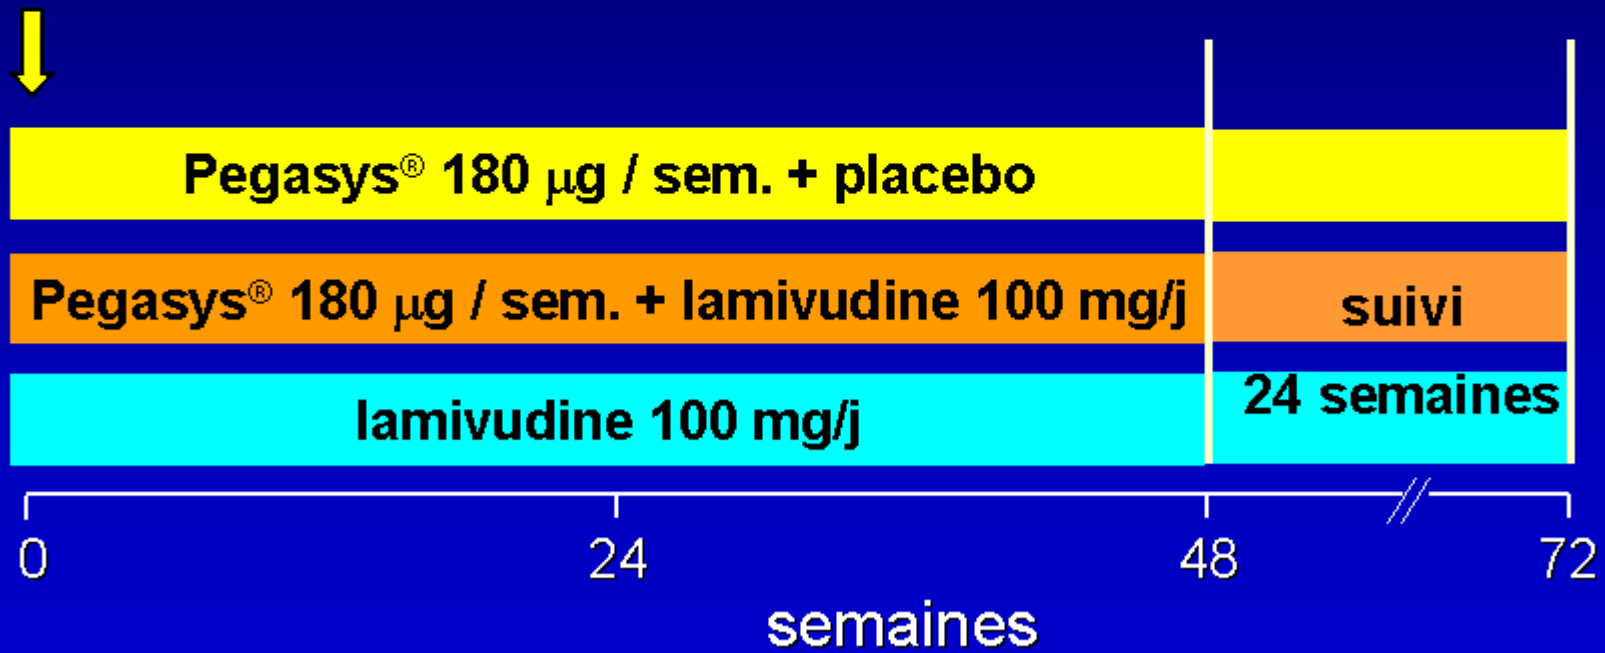 Pegasys® 180 µg / sem. + placebo
Pegasys® 180 µg / sem. + lamivudine 100 mg/j
suivi
lamivudine 100 mg/j
24 semaines
0 24 48 72
semaines